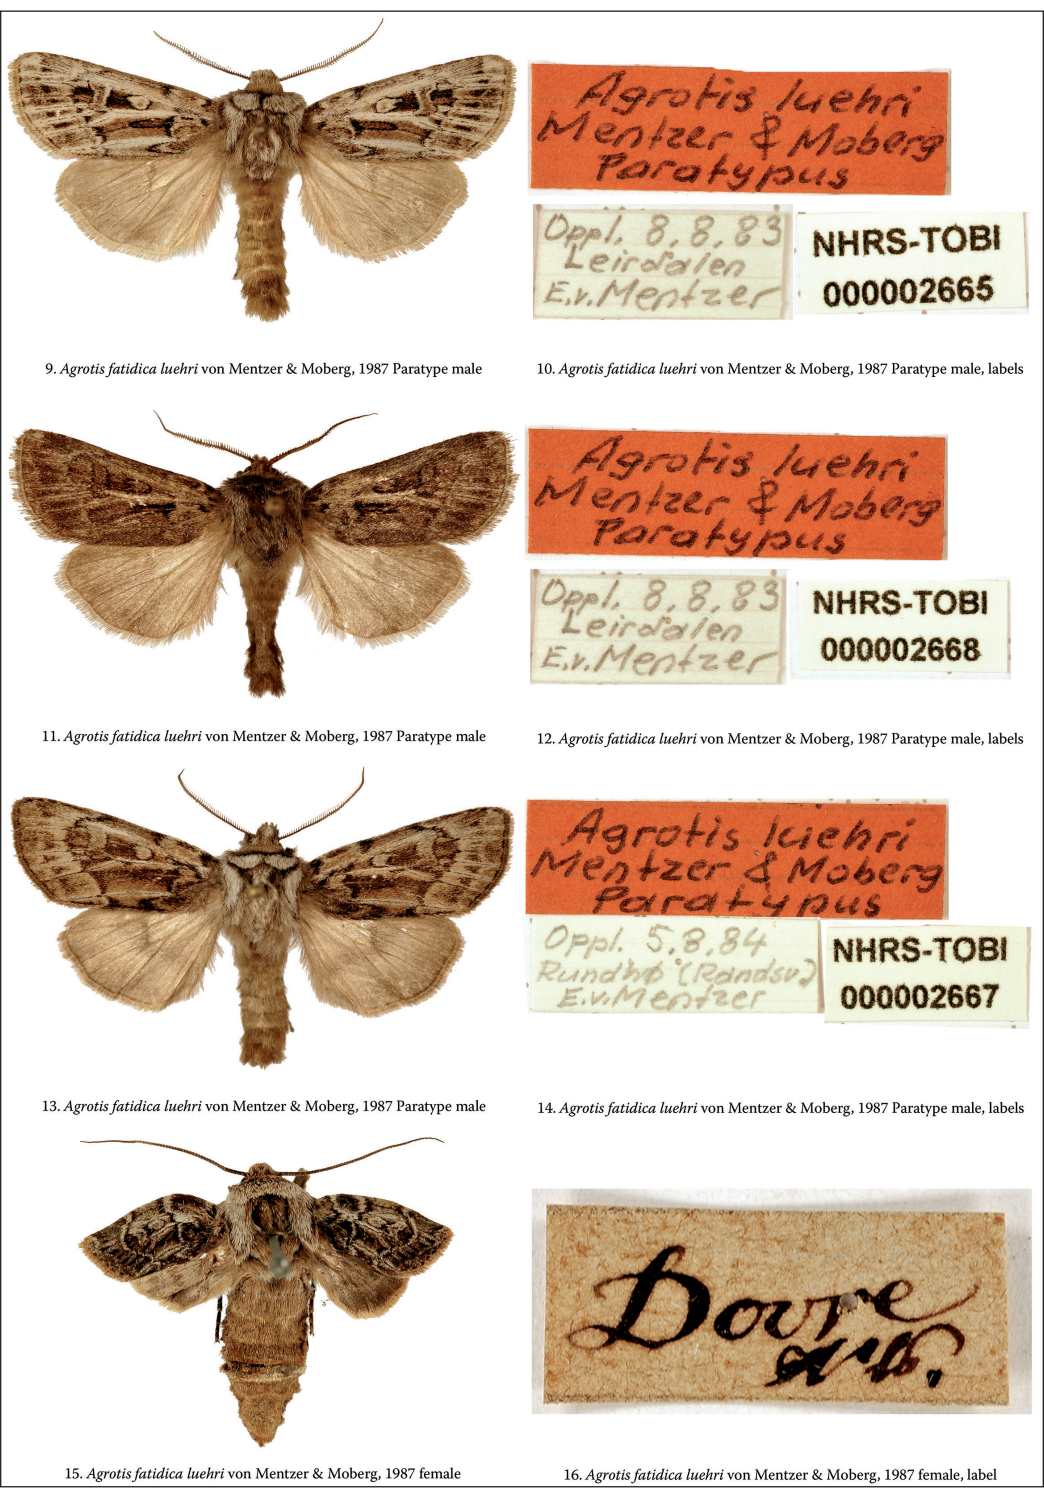 Agrotis luehri
Mentzer & Moberg
Paratypus
Oppl. 8.8.83
Leirdalen
E.v. Mentzer
NHRS-TOBI
000002665
9. Agrotis fatidica luehri von Mentzer & Moberg, 1987 Paratype male
10. Agrotis fatidica luehri von Mentzer & Moberg, 1987 Paratype male, labels
Agrotis luehri
Mentzer & Moberg
Paratypus
Oppl. 8.8.83
Leirdalen
E.v. Mentzer
NHRS-TOBI
000002668
11. Agrotis fatidica luehri von Mentzer & Moberg, 1987 Paratype male
12. Agrotis fatidica luehri von Mentzer & Moberg, 1987 Paratype male, labels
Agrotis luehri
Mentzer & Moberg
Paratypus
Oppl. 5.8.84
Rundhø (Randsv.)
E.v. Mentzer
NHRS-TOBI
000002667
13. Agrotis fatidica luehri von Mentzer & Moberg, 1987 Paratype male
14. Agrotis fatidica luehri von Mentzer & Moberg, 1987 Paratype male, labels
Dovre
15. Agrotis fatidica luehri von Mentzer & Moberg, 1987 female
16. Agrotis fatidica luehri von Mentzer & Moberg, 1987 female, label